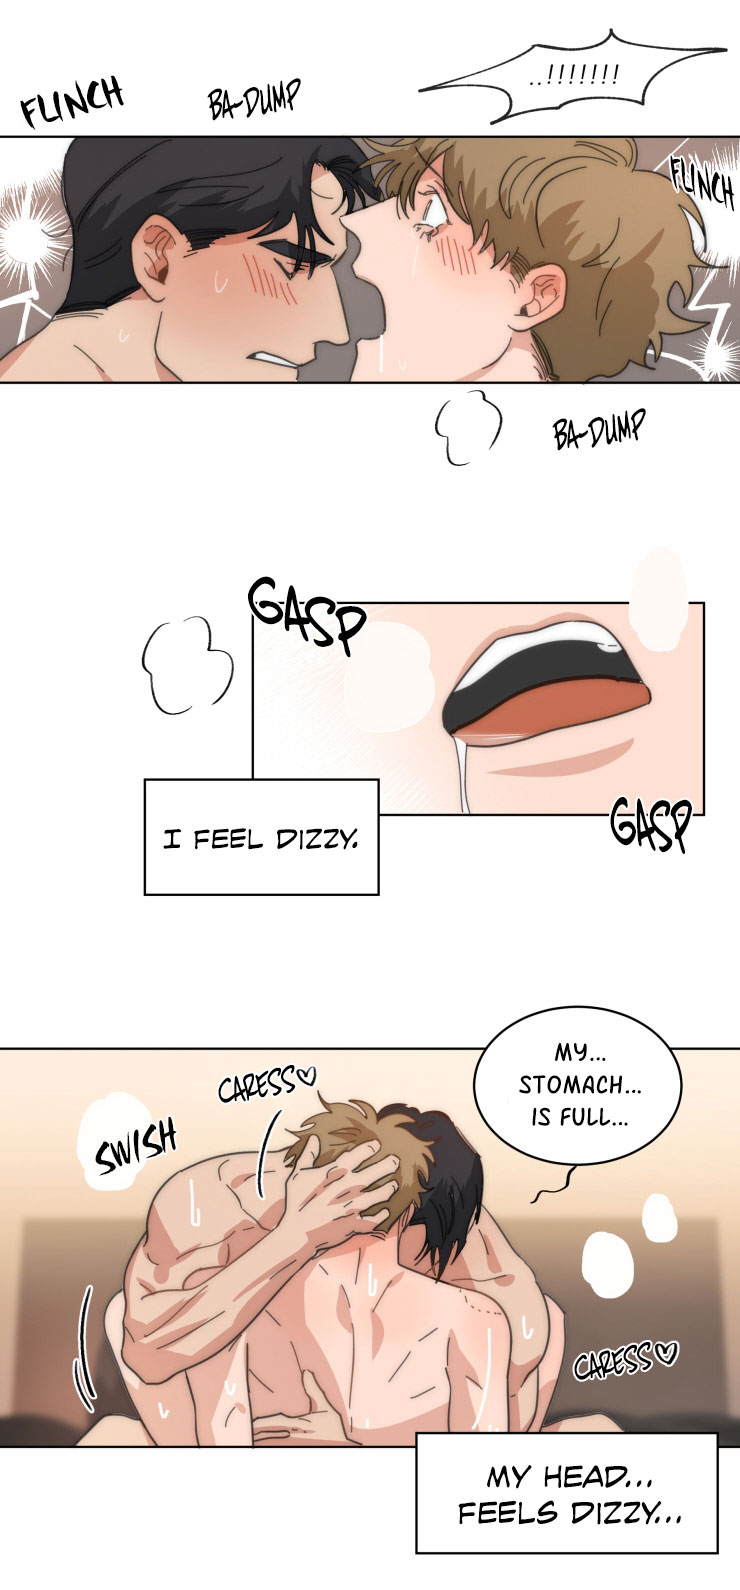 ..!!!!!!!
FLINCH
BA-DUMP
FLINCH
BA-DUMP
GASP
GASP
I FEEL DIZZY.
MY...
STOMACH...
IS FULL...
CARESS♡
SWISH
CARESS♡
MY HEAD...
FEELS DIZZY...